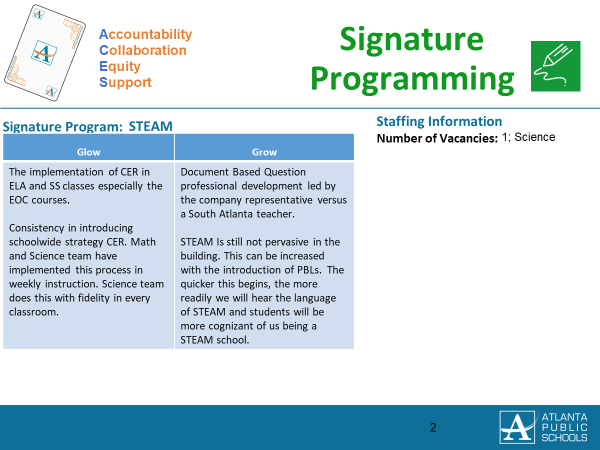 Accountability
Collaboration
Equity
Support
Signature
Programming
Signature Program: STEAM
Glow
Grow
The implementation of CER in
ELA and SS classes especially the
EOC courses.
Consistency in introducing
schoolwide strategy CER. Math
and Science team have
implemented this process in
weekly instruction. Science team
does this with fidelity in every
classroom.
Document Based Question
professional development led by
the company representative versus
a South Atlanta teacher.
STEAM Is still not pervasive in the
building. This can be increased
with the introduction of PBLs. The
quicker this begins, the more
readily we will hear the language
of STEAM and students will be
more cognizant of us being a
STEAM school.
Staffing Information
Number of Vacancies: 1; Science
2
ATLANTA
PUBLIC
SCHOOLS